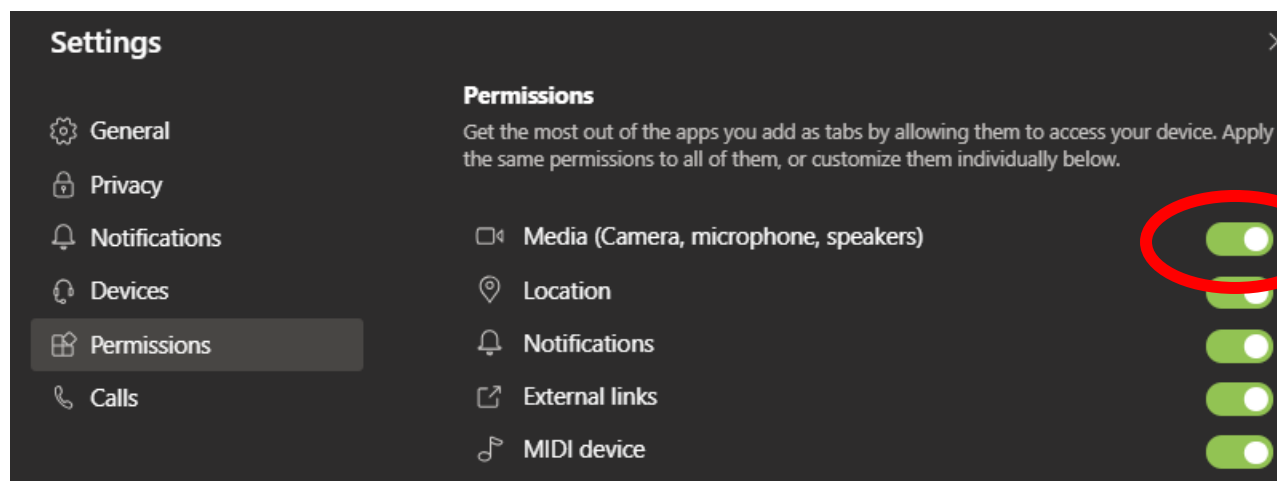 Settings
General
Privacy
Notifications
Devices
Permissions
Calls
Permissions
Get the most out of the apps you add as tabs by allowing them to access your device. Apply
the same permissions to all of them, or customize them individually below.
Media (Camera, microphone, speakers)
Location
Notifications
External links
MIDI device